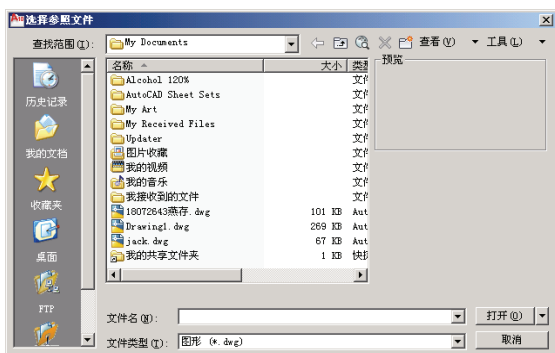 选择参照文件
查找范围(I): My Documents 查看(V) 工具(L)
名称 大小 类型 预览
历史记录
我的文档
收藏夹
桌面
FTP
Alcohol 120% 文件
AutoCAD Sheet Sets 文件
My Art 文件
My Received Files 文件
Updater 文件
图片收藏 文件
我的视频 文件
我的音乐 文件
我接收到的文件 文件
18072643燕存.dwg 101 KB Aut
Drawing1.dwg 269 KB Aut
jack.dwg 67 KB Aut
我的共享文件夹 1 KB 快捷
文件名(N): 打开(O)
文件类型(T): 图形 (*.dwg) 取消